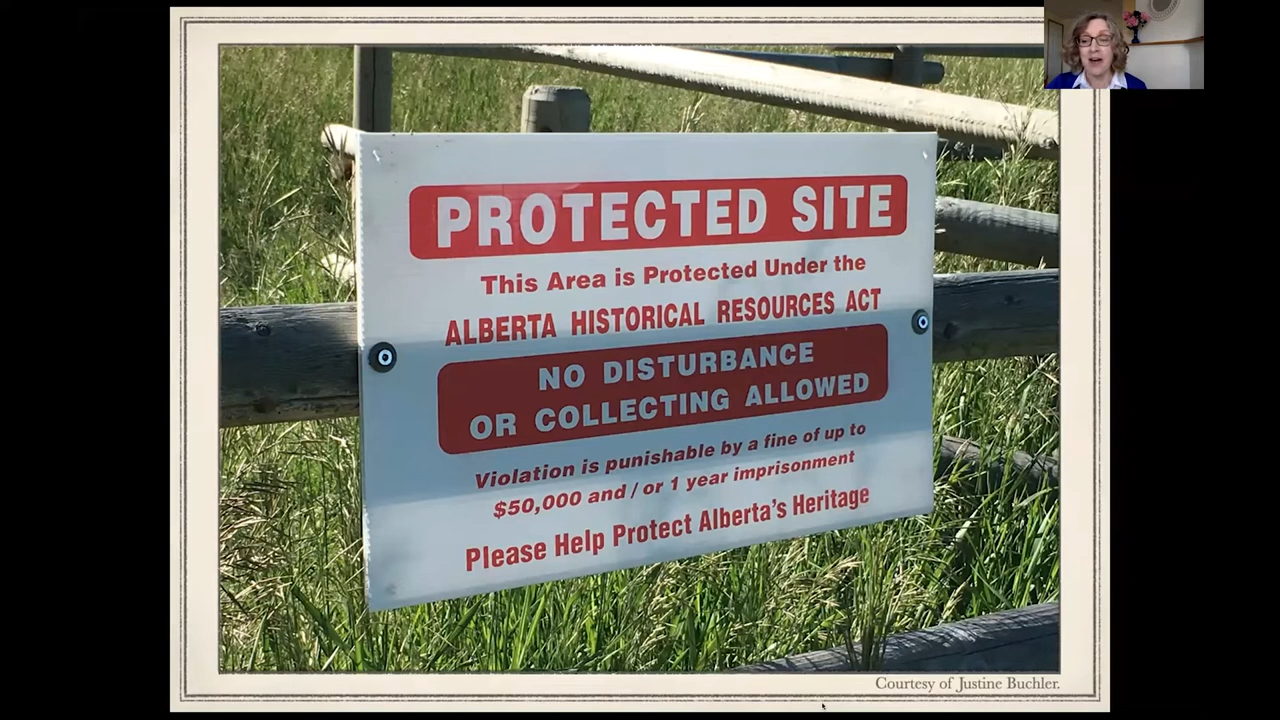 PROTECTED SITE
This Area is Protected Under the
ALBERTA HISTORICAL RESOURCES ACT
NO DISTURBANCE
OR COLLECTING ALLOWED
Violation is punishable by a fine of up to
$50,000 and / or 1 year imprisonment
Please Help Protect Alberta's Heritage
Courtesy of Justine Buchler.